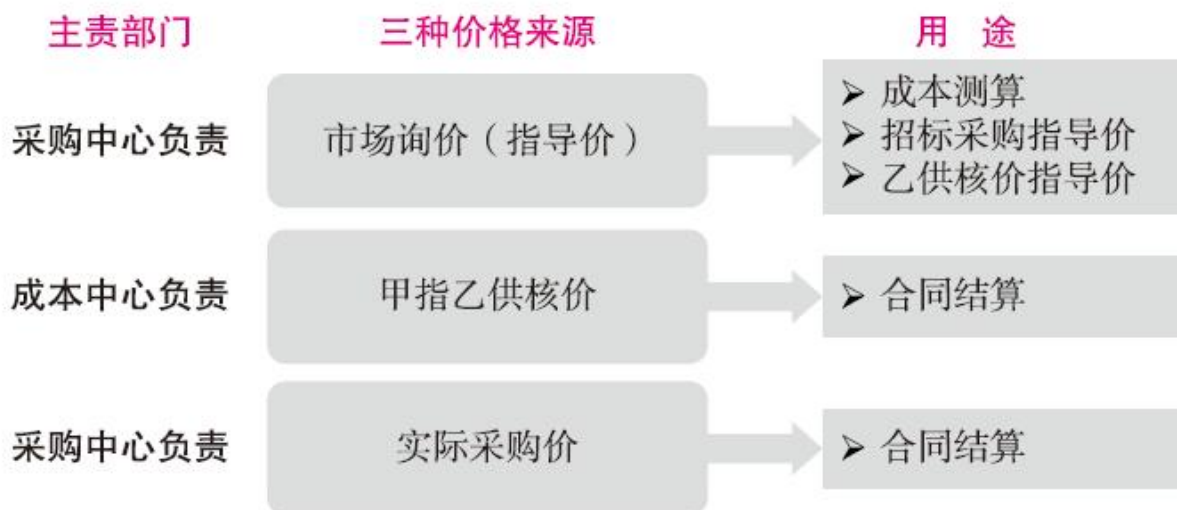 主责部门 三种价格来源 用 途
采购中心负责 市场询价（指导价） ➢ 成本测算
➢ 招标采购指导价
➢ 乙供核价指导价
成本中心负责 甲指乙供核价 ➢ 合同结算
采购中心负责 实际采购价 ➢ 合同结算